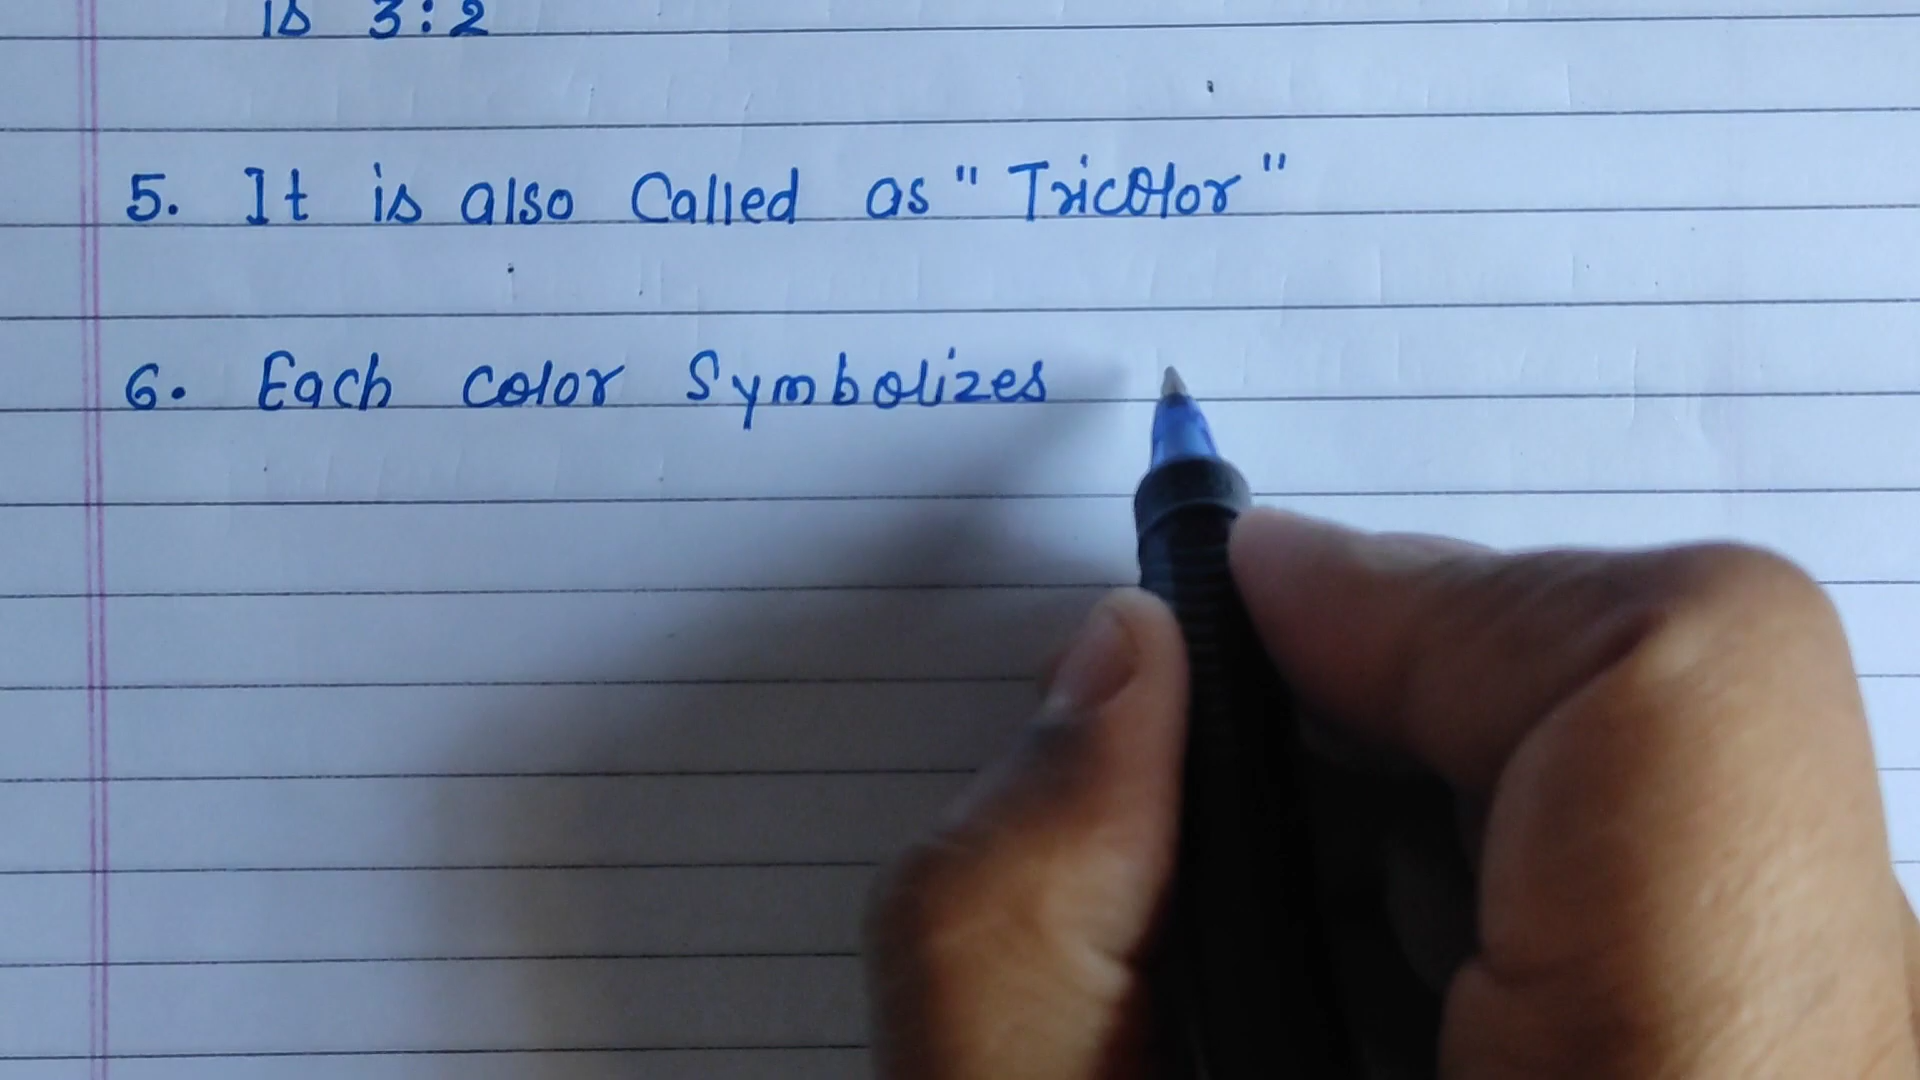 is 3:2
5. It is also Called as "Tricolor"
6. Each color Symbolizes